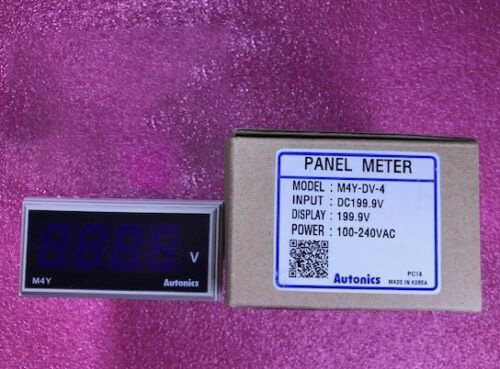 PANEL METER
MODEL : M4Y-DV-4
INPUT : DC199.9V
DISPLAY : 199.9V
POWER : 100-240VAC
PC18
Autonics
MADE IN KOREA
8888 V
M4Y
Autonics